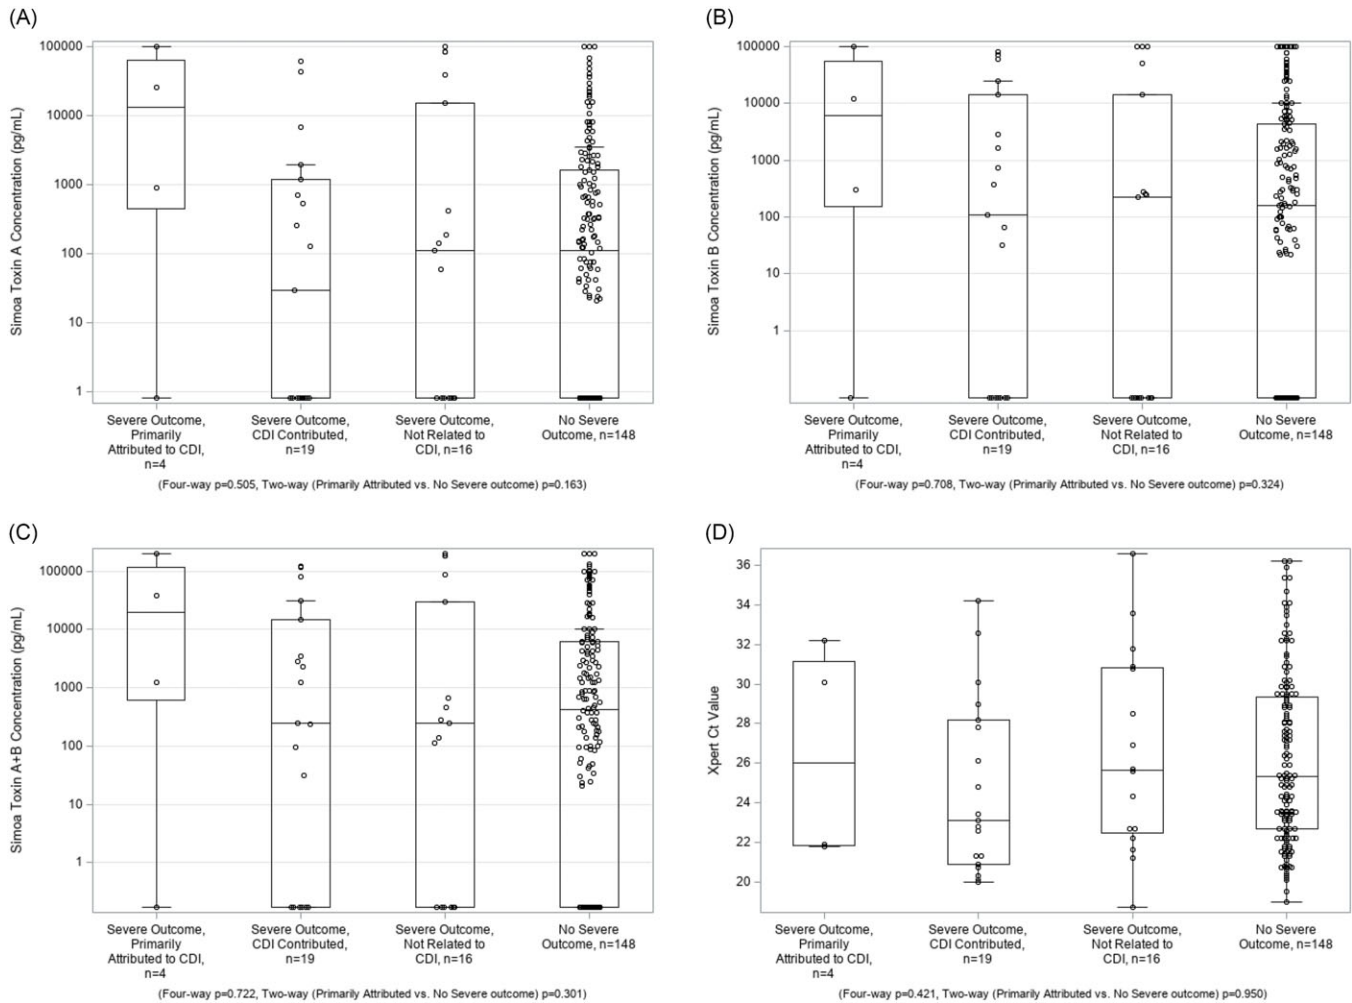 (A)
Simoa Toxin A Concentration (pg/mL)
100000
10000
1000
100
10
1
Severe Outcome,
Primarily
Attributed to CDI,
n=4
Severe Outcome,
CDI Contributed,
n=19
Severe Outcome,
Not Related to
CDI, n=16
No Severe
Outcome, n=148
(Four-way p=0.505, Two-way (Primarily Attributed vs. No Severe outcome) p=0.163)
(B)
Simoa Toxin B Concentration (pg/mL)
100000
10000
1000
100
10
1
Severe Outcome,
Primarily
Attributed to CDI,
n=4
Severe Outcome,
CDI Contributed,
n=19
Severe Outcome,
Not Related to
CDI, n=16
No Severe
Outcome, n=148
(Four-way p=0.708, Two-way (Primarily Attributed vs. No Severe outcome) p=0.324)
(C)
Simoa Toxin A+B Concentration (pg/mL)
100000
10000
1000
100
10
1
Severe Outcome,
Primarily
Attributed to CDI,
n=4
Severe Outcome,
CDI Contributed,
n=19
Severe Outcome,
Not Related to
CDI, n=16
No Severe
Outcome, n=148
(Four-way p=0.722, Two-way (Primarily Attributed vs. No Severe outcome) p=0.301)
(D)
Xpert Ct Value
36
34
32
30
28
26
24
22
20
Severe Outcome,
Primarily
Attributed to CDI,
n=4
Severe Outcome,
CDI Contributed,
n=19
Severe Outcome,
Not Related to
CDI, n=16
No Severe
Outcome, n=148
(Four-way p=0.421, Two-way (Primarily Attributed vs. No Severe outcome) p=0.950)